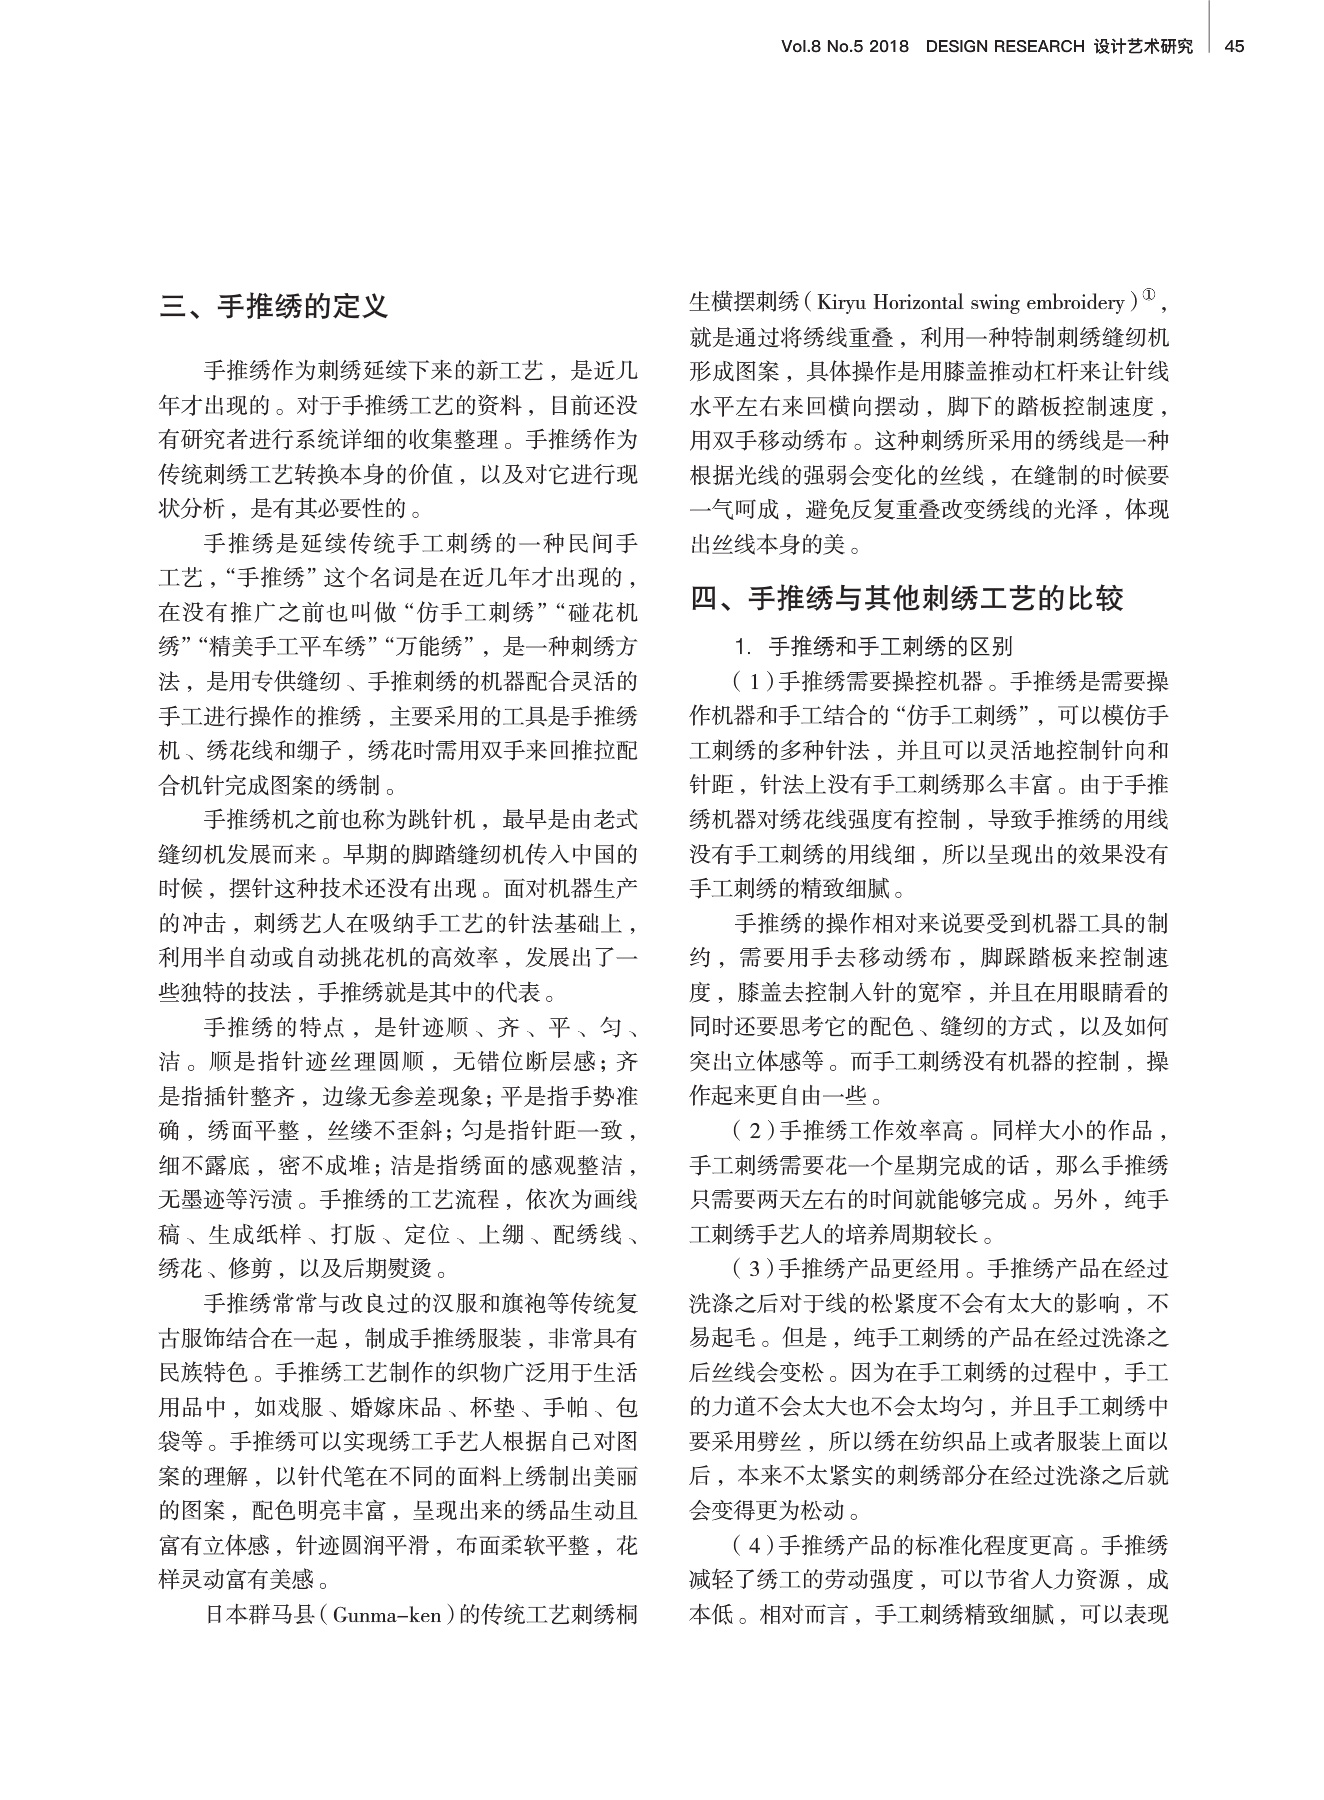 Vol.8 No.5 2018 DESIGN RESEARCH 设计艺术研究 45
三、手推绣的定义
手推绣作为刺绣延续下来的新工艺，是近几
年才出现的。对于手推绣工艺的资料，目前还没
有研究者进行系统详细的收集整理。手推绣作为
传统刺绣工艺转换本身的价值，以及对它进行现
状分析，是有其必要性的。
手推绣是延续传统手工刺绣的一种民间手
工艺，“手推绣”这个名词是在近几年才出现的，
在没有推广之前也叫做“仿手工刺绣”“碰花机
绣”“精美手工平车绣”“万能绣”，是一种刺绣方
法，是用专供缝纫、手推刺绣的机器配合灵活的
手工进行操作的推绣，主要采用的工具是手推绣
机、绣花线和绷子，绣花时需用双手来回推拉配
合机针完成图案的绣制。
手推绣机之前也称为跳针机，最早是由老式
缝纫机发展而来。早期的脚踏缝纫机传入中国的
时候，摆针这种技术还没有出现。面对机器生产
的冲击，刺绣艺人在吸纳手工艺的针法基础上，
利用半自动或自动挑花机的高效率，发展出了一
些独特的技法，手推绣就是其中的代表。
手推绣的特点，是针迹顺、齐、平、匀、
洁。顺是指针迹丝理圆顺，无错位断层感；齐
是指插针整齐，边缘无参差现象；平是指手势准
确，绣面平整，丝缕不歪斜；匀是指针距一致，
细不露底，密不成堆；洁是指绣面的感观整洁，
无墨迹等污渍。手推绣的工艺流程，依次为画线
稿、生成纸样、打版、定位、上绷、配绣线、
绣花、修剪，以及后期熨烫。
手推绣常常与改良过的汉服和旗袍等传统复
古服饰结合在一起，制成手推绣服装，非常具有
民族特色。手推绣工艺制作的织物广泛用于生活
用品中，如戏服、婚嫁床品、杯垫、手帕、包
袋等。手推绣可以实现绣工手艺人根据自己对图
案的理解，以针代笔在不同的面料上绣制出美丽
的图案，配色明亮丰富，呈现出来的绣品生动且
富有立体感，针迹圆润平滑，布面柔软平整，花
样灵动富有美感。
日本群马县（Gunma-ken）的传统工艺刺绣桐
生横摆刺绣（Kiryu Horizontal swing embroidery）①，
就是通过将绣线重叠，利用一种特制刺绣缝纫机
形成图案，具体操作是用膝盖推动杠杆来让针线
水平左右来回横向摆动，脚下的踏板控制速度，
用双手移动绣布。这种刺绣所采用的绣线是一种
根据光线的强弱会变化的丝线，在缝制的时候要
一气呵成，避免反复重叠改变绣线的光泽，体现
出丝线本身的美。
四、手推绣与其他刺绣工艺的比较
1. 手推绣和手工刺绣的区别
（1）手推绣需要操控机器。手推绣是需要操
作机器和手工结合的“仿手工刺绣”，可以模仿手
工刺绣的多种针法，并且可以灵活地控制针向和
针距，针法上没有手工刺绣那么丰富。由于手推
绣机器对绣花线强度有控制，导致手推绣的用线
没有手工刺绣的用线细，所以呈现出的效果没有
手工刺绣的精致细腻。
手推绣的操作相对来说要受到机器工具的制
约，需要用手去移动绣布，脚踩踏板来控制速
度，膝盖去控制入针的宽窄，并且在用眼睛看的
同时还要思考它的配色、缝纫的方式，以及如何
突出立体感等。而手工刺绣没有机器的控制，操
作起来更自由一些。
（2）手推绣工作效率高。同样大小的作品，
手工刺绣需要花一个星期完成的话，那么手推绣
只需要两天左右的时间就能够完成。另外，纯手
工刺绣手艺人的培养周期较长。
（3）手推绣产品更经用。手推绣产品在经过
洗涤之后对于线的松紧度不会有太大的影响，不
易起毛。但是，纯手工刺绣的产品在经过洗涤之
后丝线会变松。因为在手工刺绣的过程中，手工
的力道不会太大也不会太均匀，并且手工刺绣中
要采用劈丝，所以绣在纺织品上或者服装上面以
后，本来不太紧实的刺绣部分在经过洗涤之后就
会变得更为松动。
（4）手推绣产品的标准化程度更高。手推绣
减轻了绣工的劳动强度，可以节省人力资源，成
本低。相对而言，手工刺绣精致细腻，可以表现